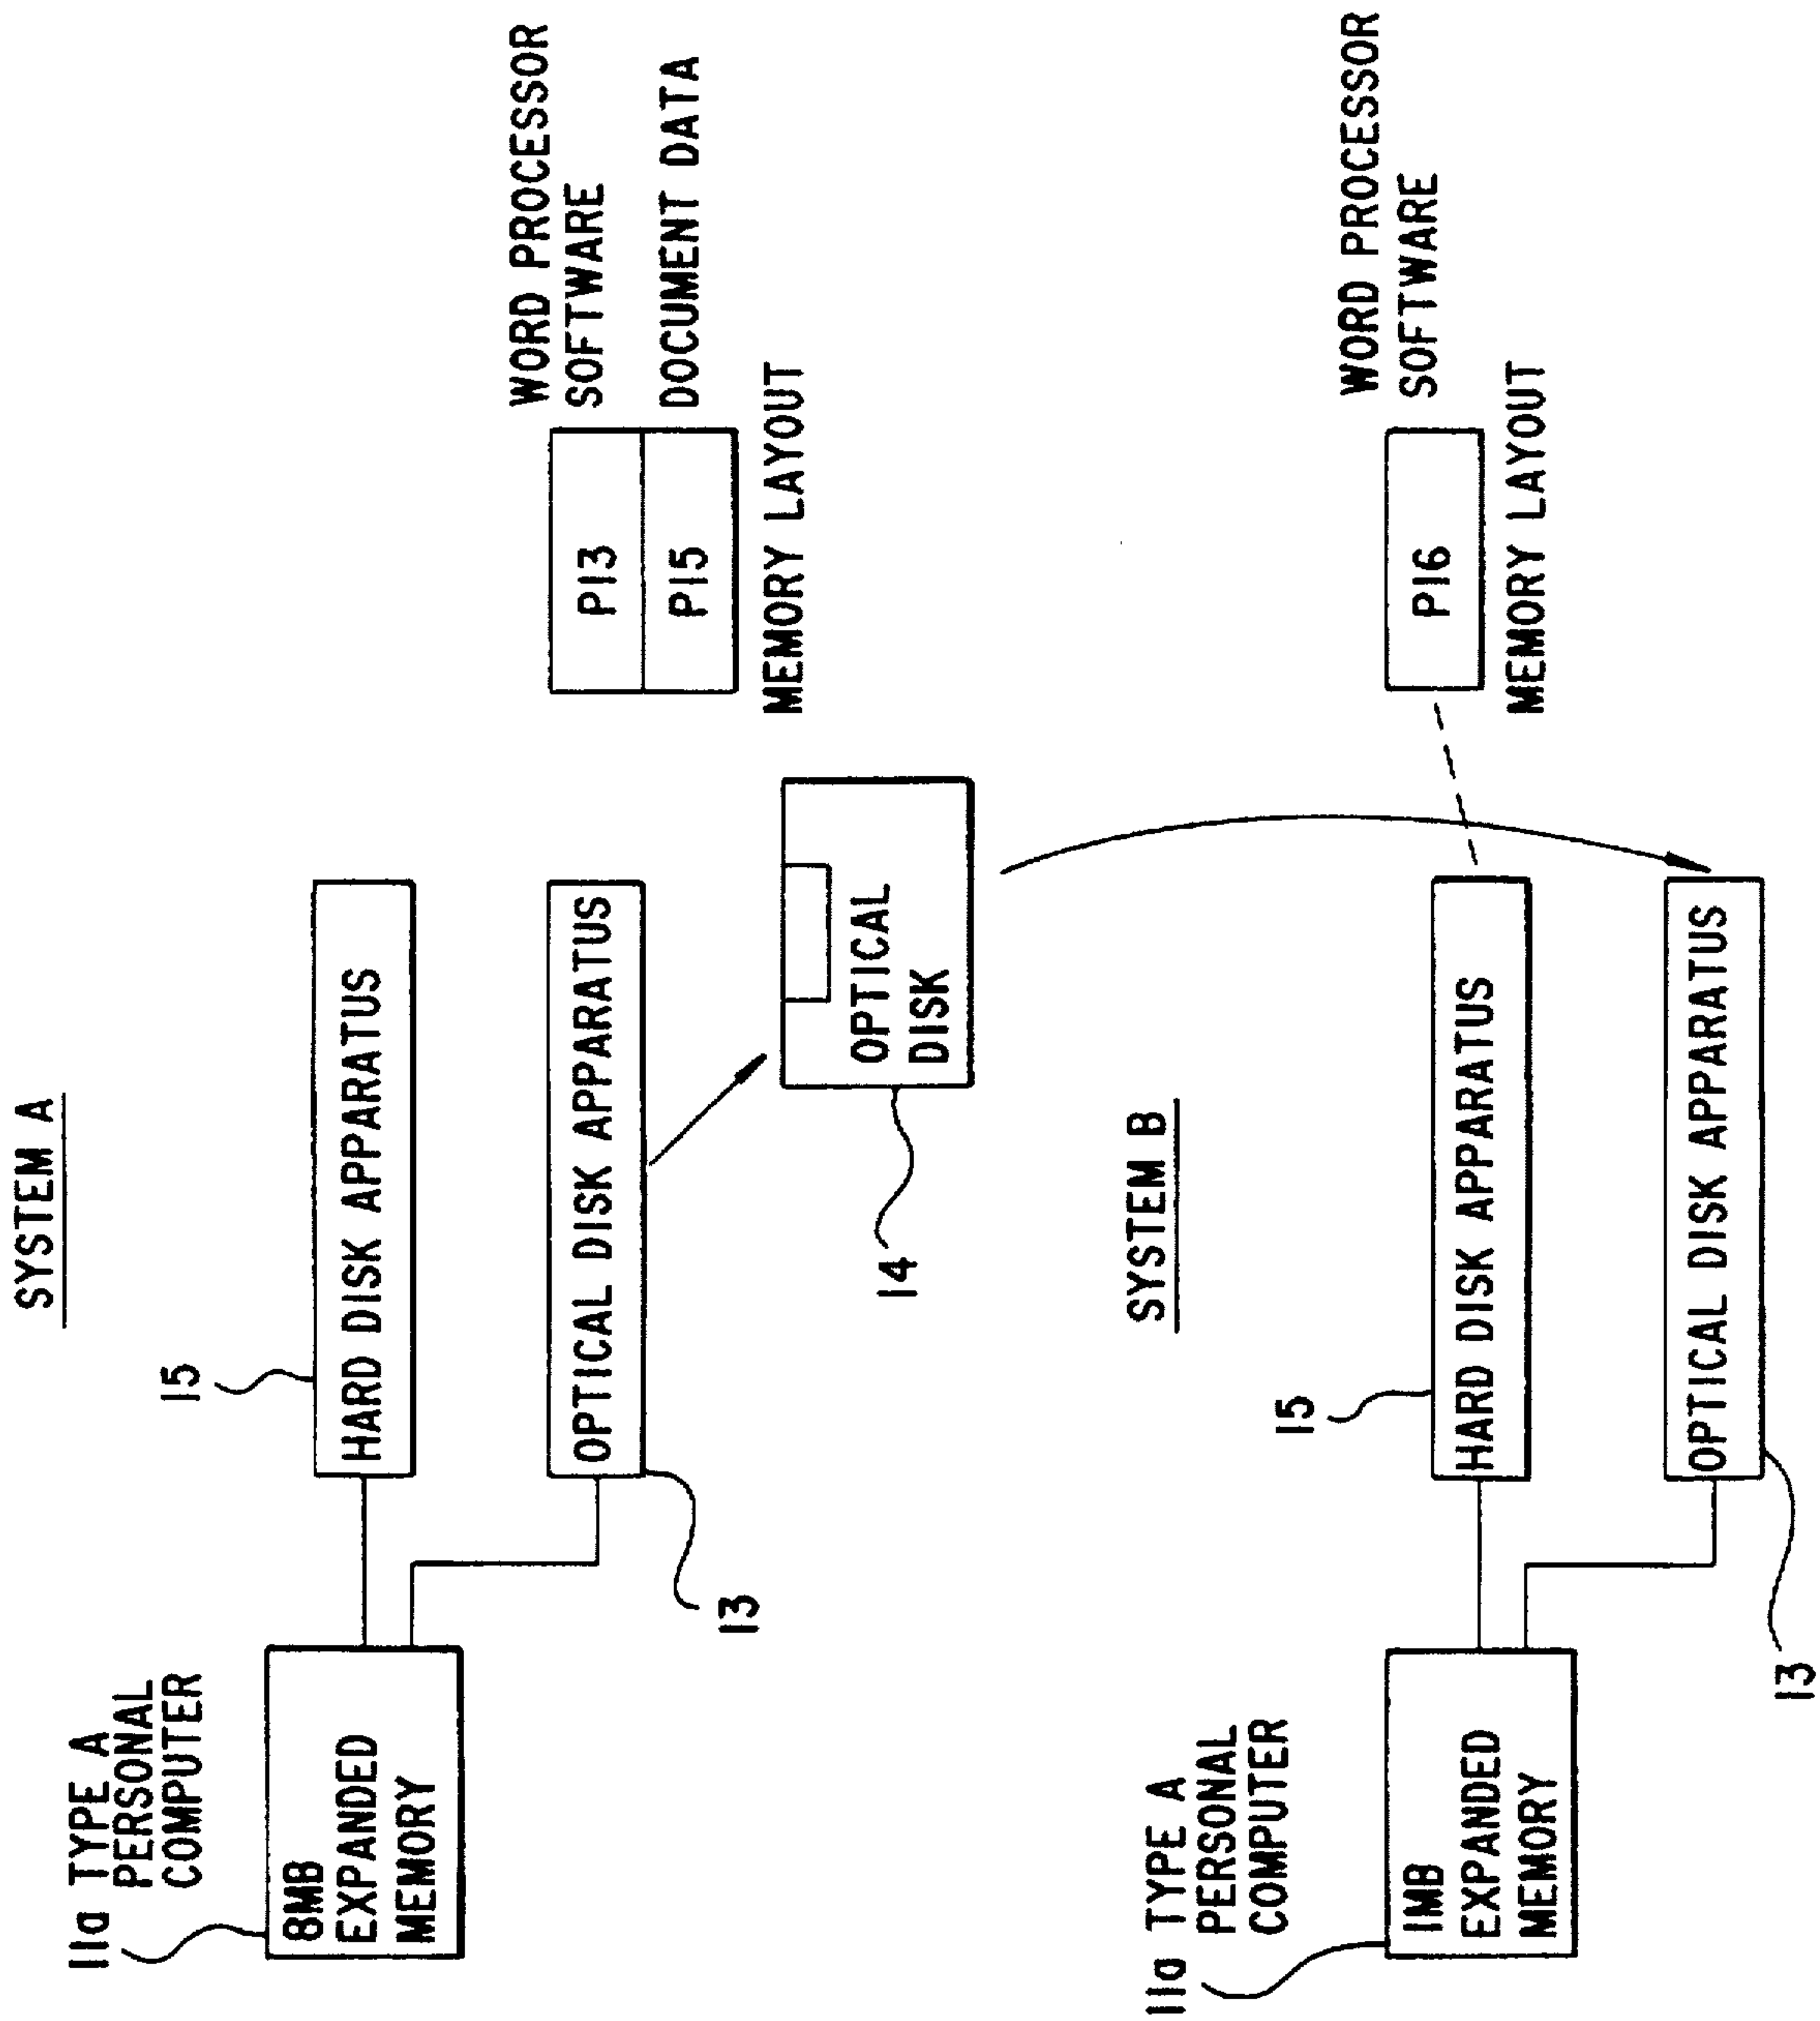 SYSTEM A
11a TYPE A
PERSONAL
COMPUTER
8MB
EXPANDED
MEMORY
15
HARD DISK APPARATUS
OPTICAL DISK APPARATUS
13
OPTICAL
DISK
14
P13
P15
WORD PROCESSOR
SOFTWARE
DOCUMENT DATA
MEMORY LAYOUT
SYSTEM B
11a TYPE A
PERSONAL
COMPUTER
1MB
EXPANDED
MEMORY
15
HARD DISK APPARATUS
OPTICAL DISK APPARATUS
13
P16
WORD PROCESSOR
SOFTWARE
MEMORY LAYOUT